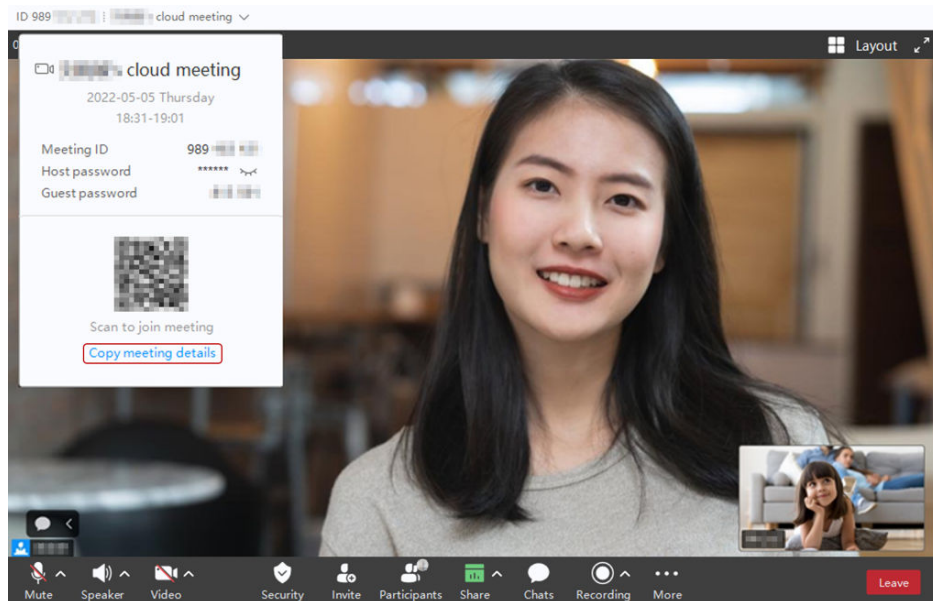 ID 989
cloud meeting
Layout
cloud meeting
2022-05-05 Thursday
18:31-19:01
Meeting ID 989
Host password ******
Guest password
Scan to join meeting
Copy meeting details
Mute Speaker Video Security Invite Participants Share Chats Recording More Leave